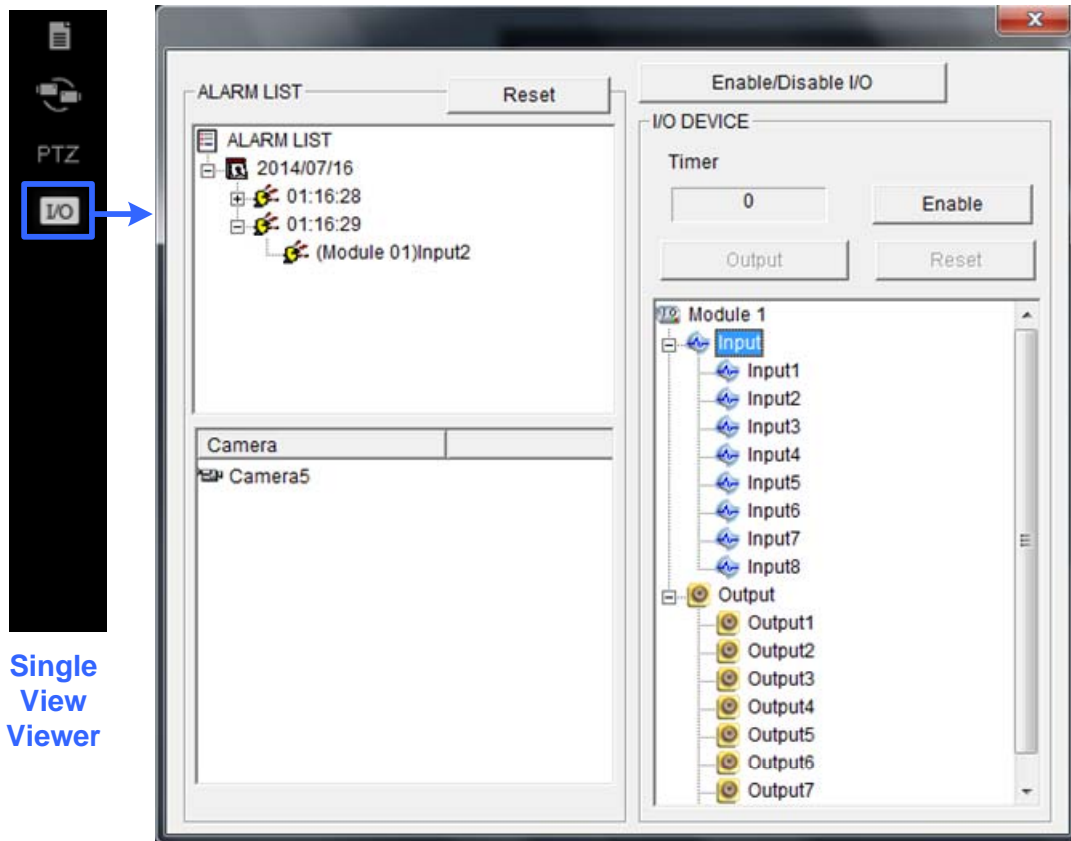 PTZ
I/O
Single
View
Viewer
ALARM LIST
Reset
ALARM LIST
2014/07/16
01:16:28
01:16:29
(Module 01)Input2
Camera
Camera5
Enable/Disable I/O
I/O DEVICE
Timer
0
Enable
Output
Reset
Module 1
Input
Input1
Input2
Input3
Input4
Input5
Input6
Input7
Input8
Output
Output1
Output2
Output3
Output4
Output5
Output6
Output7